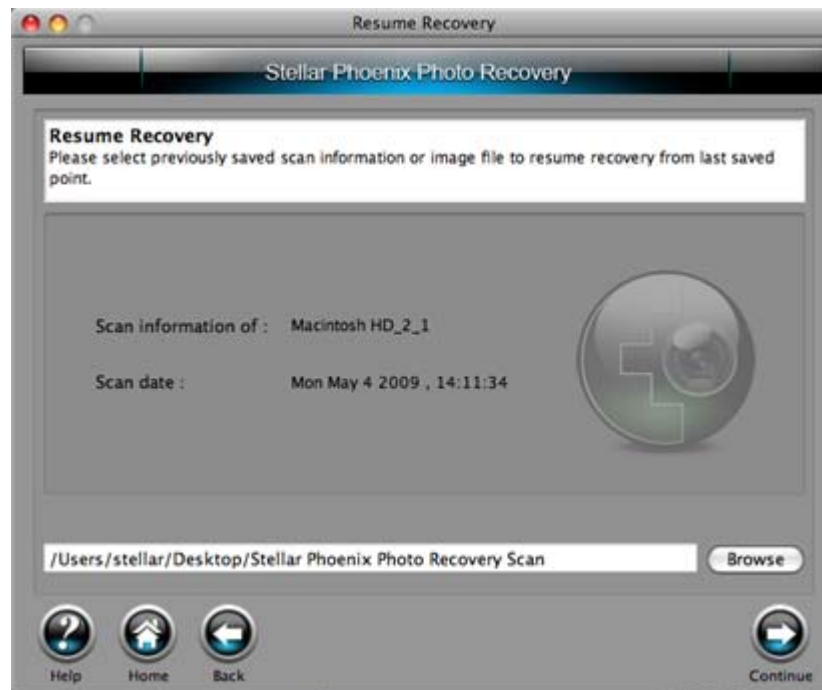 Resume Recovery
Stellar Phoenix Photo Recovery
Resume Recovery
Please select previously saved scan information or image file to resume recovery from last saved
point.
Scan information of : Macintosh HD_2_1
Scan date : Mon May 4 2009 , 14:11:34
/Users/stellar/Desktop/Stellar Phoenix Photo Recovery Scan Browse
Help Home Back Continue